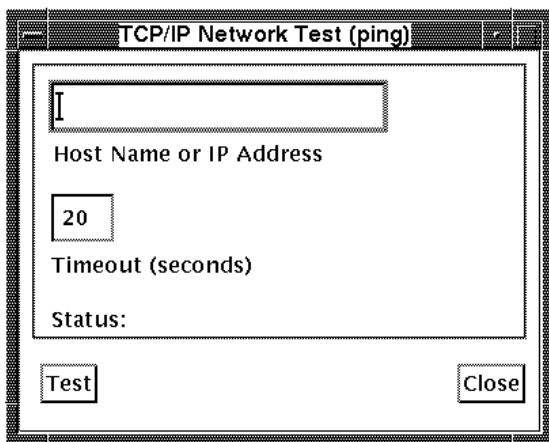 TCP/IP Network Test (ping)
Host Name or IP Address
20
Timeout (seconds)
Status:
Test
Close